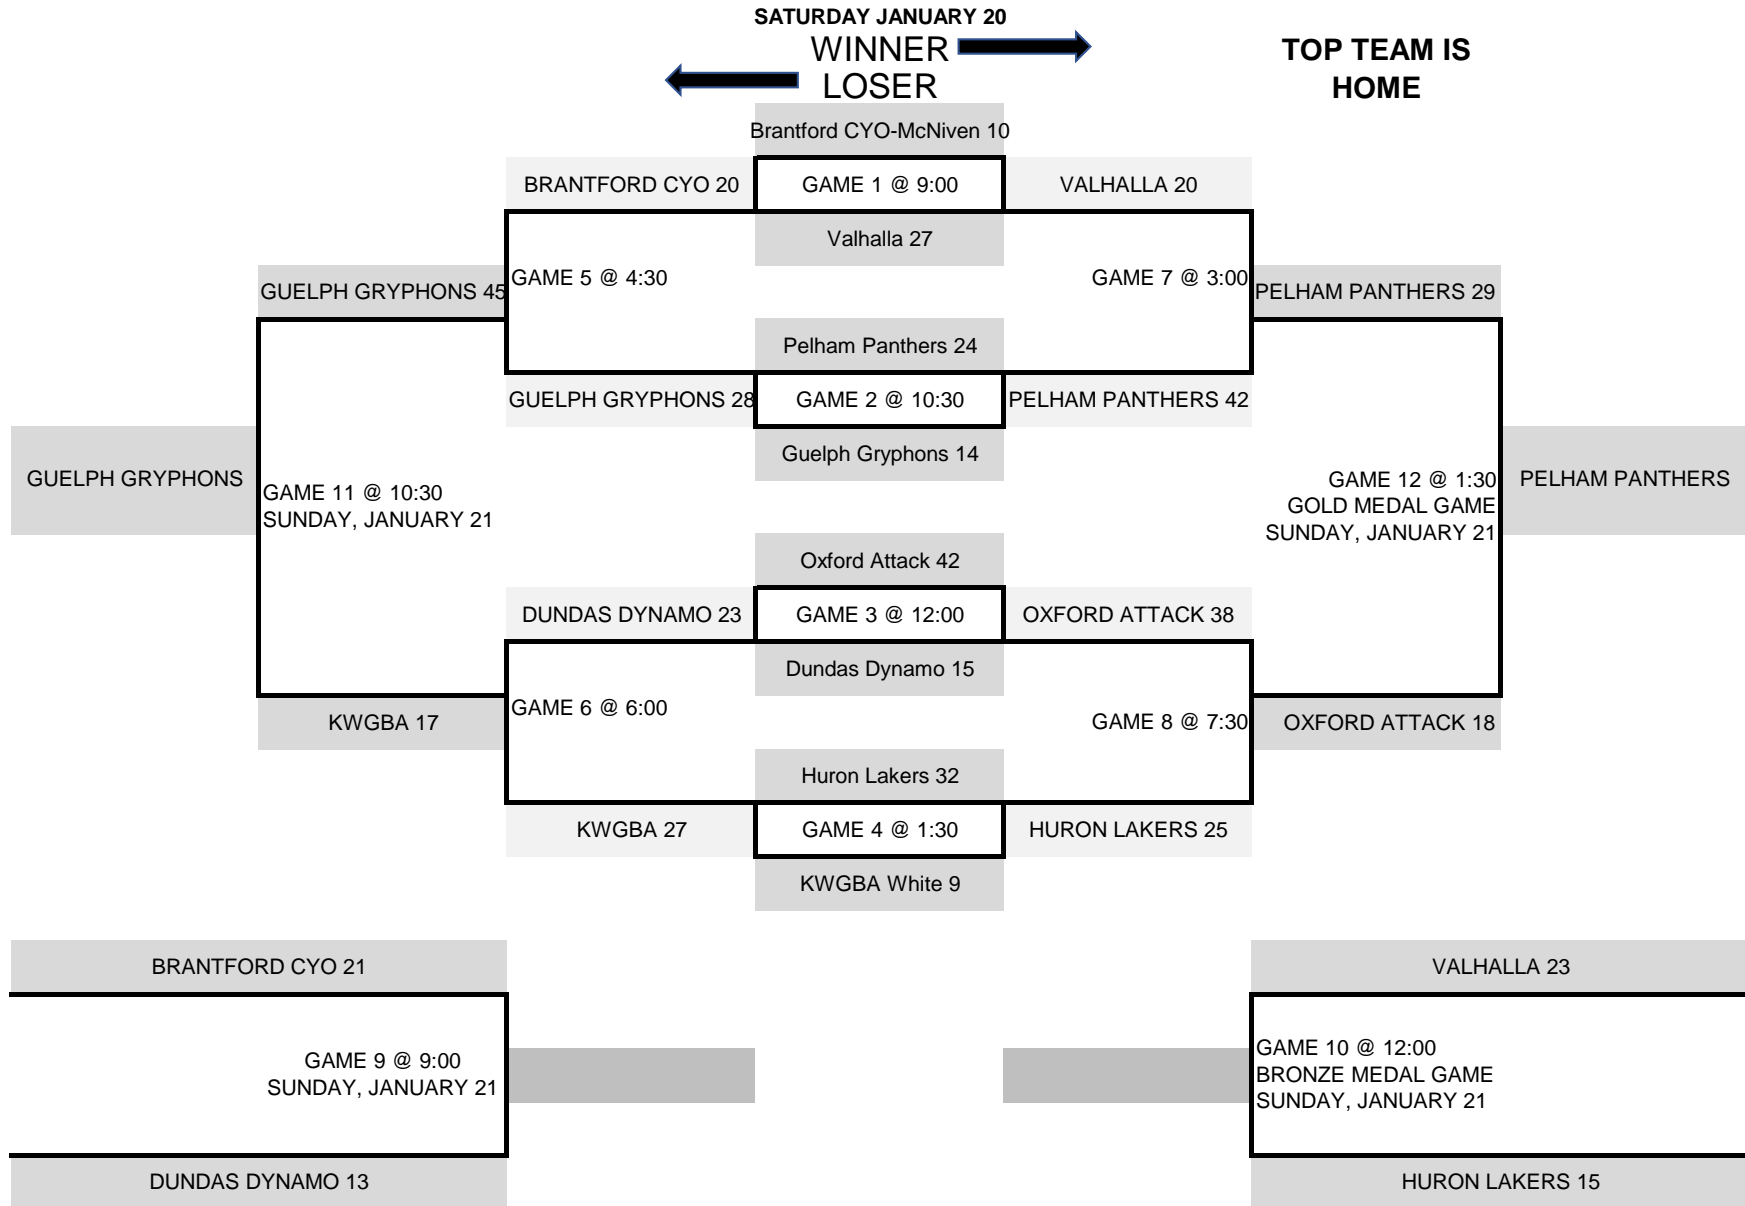 SATURDAY JANUARY 20
WINNER
LOSER
TOP TEAM IS
HOME
Brantford CYO-McNiven 10
BRANTFORD CYO 20
GAME 1 @ 9:00
VALHALLA 20
Valhalla 27
GAME 5 @ 4:30
GAME 7 @ 3:00
GUELPH GRYPHONS 45
PELHAM PANTHERS 29
Pelham Panthers 24
GUELPH GRYPHONS 28
GAME 2 @ 10:30
PELHAM PANTHERS 42
Guelph Gryphons 14
GUELPH GRYPHONS
GAME 11 @ 10:30
SUNDAY, JANUARY 21
GAME 12 @ 1:30
GOLD MEDAL GAME
SUNDAY, JANUARY 21
PELHAM PANTHERS
Oxford Attack 42
DUNDAS DYNAMO 23
GAME 3 @ 12:00
OXFORD ATTACK 38
Dundas Dynamo 15
GAME 6 @ 6:00
GAME 8 @ 7:30
KWGBA 17
OXFORD ATTACK 18
Huron Lakers 32
KWGBA 27
GAME 4 @ 1:30
HURON LAKERS 25
KWGBA White 9
BRANTFORD CYO 21
VALHALLA 23
GAME 9 @ 9:00
SUNDAY, JANUARY 21
GAME 10 @ 12:00
BRONZE MEDAL GAME
SUNDAY, JANUARY 21
DUNDAS DYNAMO 13
HURON LAKERS 15